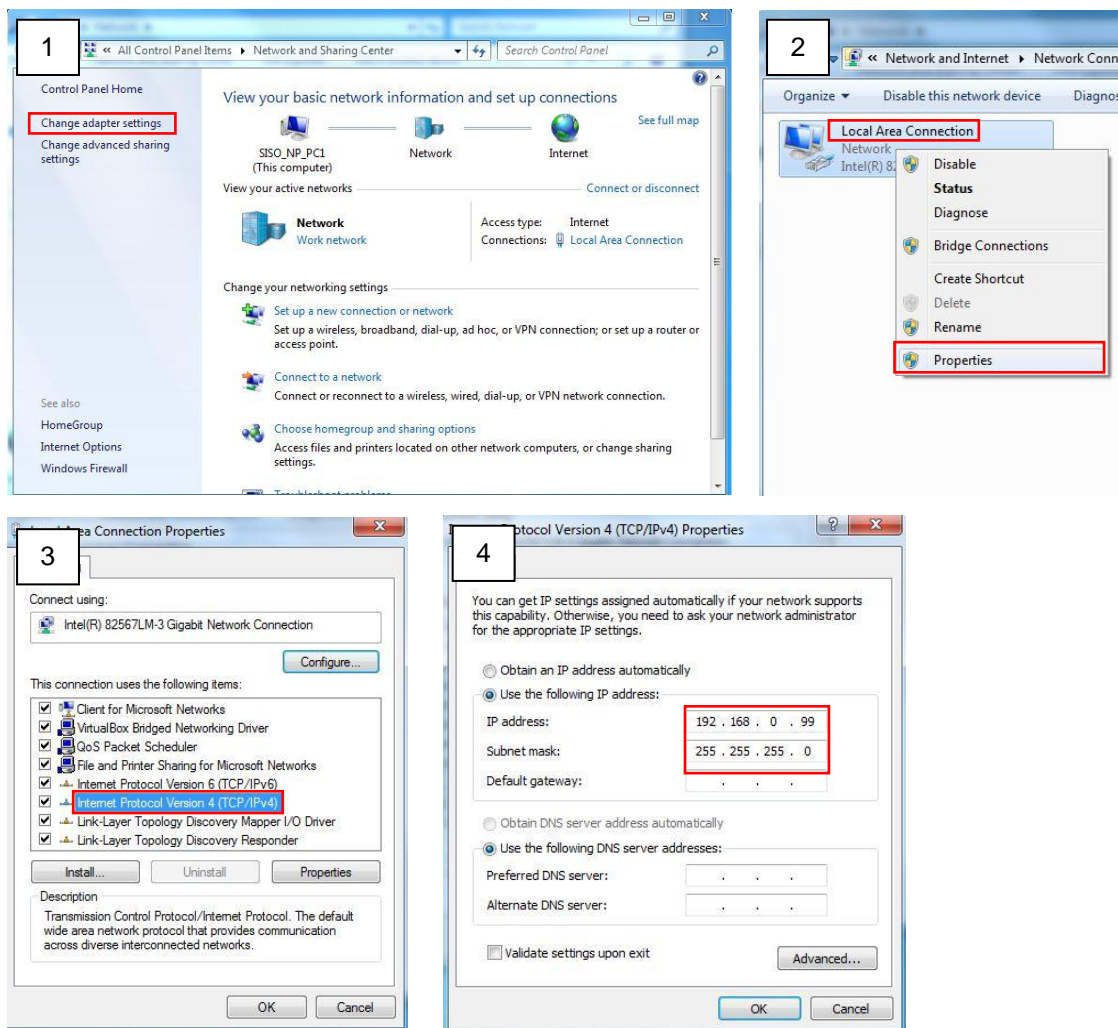 1
« All Control Panel Items ▸ Network and Sharing Center
Search Control Panel
Control Panel Home
Change adapter settings
Change advanced sharing
settings
See also
HomeGroup
Internet Options
Windows Firewall
View your basic network information and set up connections
See full map
SISO_NP_PC1
(This computer)
Network
Internet
View your active networks
Connect or disconnect
Network
Work network
Access type: Internet
Connections: Local Area Connection
Change your networking settings
Set up a new connection or network
Set up a wireless, broadband, dial-up, ad hoc, or VPN connection; or set up a router or
access point.
Connect to a network
Connect or reconnect to a wireless, wired, dial-up, or VPN network connection.
Choose homegroup and sharing options
Access files and printers located on other network computers, or change sharing
settings.
Troubleshoot problems
2
« Network and Internet ▸ Network Conn
Organize Disable this network device Diagnos
Local Area Connection
Network
Intel(R) 82
Disable
Status
Diagnose
Bridge Connections
Create Shortcut
Delete
Rename
Properties
3
ea Connection Properties
Connect using:
Intel(R) 82567LM-3 Gigabit Network Connection
Configure...
This connection uses the following items:
Client for Microsoft Networks
VirtualBox Bridged Networking Driver
QoS Packet Scheduler
File and Printer Sharing for Microsoft Networks
Internet Protocol Version 6 (TCP/IPv6)
Internet Protocol Version 4 (TCP/IPv4)
Link-Layer Topology Discovery Mapper I/O Driver
Link-Layer Topology Discovery Responder
Install... Uninstall Properties
Description
Transmission Control Protocol/Internet Protocol. The default
wide area network protocol that provides communication
across diverse interconnected networks.
OK Cancel
4
otocol Version 4 (TCP/IPv4) Properties
You can get IP settings assigned automatically if your network supports
this capability. Otherwise, you need to ask your network administrator
for the appropriate IP settings.
Obtain an IP address automatically
Use the following IP address:
IP address: 192 . 168 . 0 . 99
Subnet mask: 255 . 255 . 255 . 0
Default gateway: . . .
Obtain DNS server address automatically
Use the following DNS server addresses:
Preferred DNS server: . . .
Alternate DNS server: . . .
Validate settings upon exit
Advanced...
OK Cancel